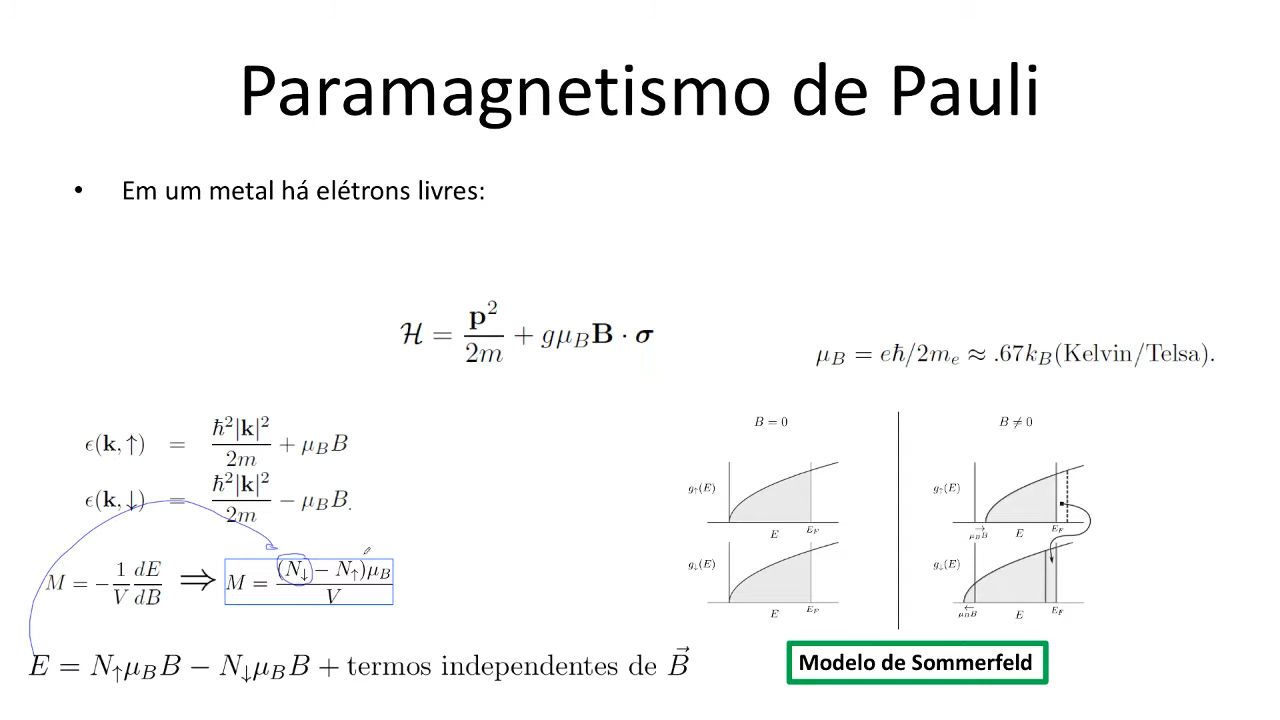 Paramagnetismo de Pauli
• Em um metal há elétrons livres:
ℋ = p²/2m + gμ_B B · σ
μ_B = eħ/2m_e ≈ .67k_B(Kelvin/Telsa).
ϵ(k, ↑) = ħ²|k|²/2m + μ_B B
ϵ(k, ↓) = ħ²|k|²/2m − μ_B B.
M = −(1/V)(dE/dB) ⇒ M = (N↓ − N↑)μ_B/V
E = N↑μ_B B − N↓μ_B B + termos independentes de B⃗
B = 0
B ≠ 0
g↑(E)
E
E_F
g↑(E)
μ_B B
E
E_F
g↓(E)
E
E_F
g↓(E)
μ_B B
E
E_F
Modelo de Sommerfeld